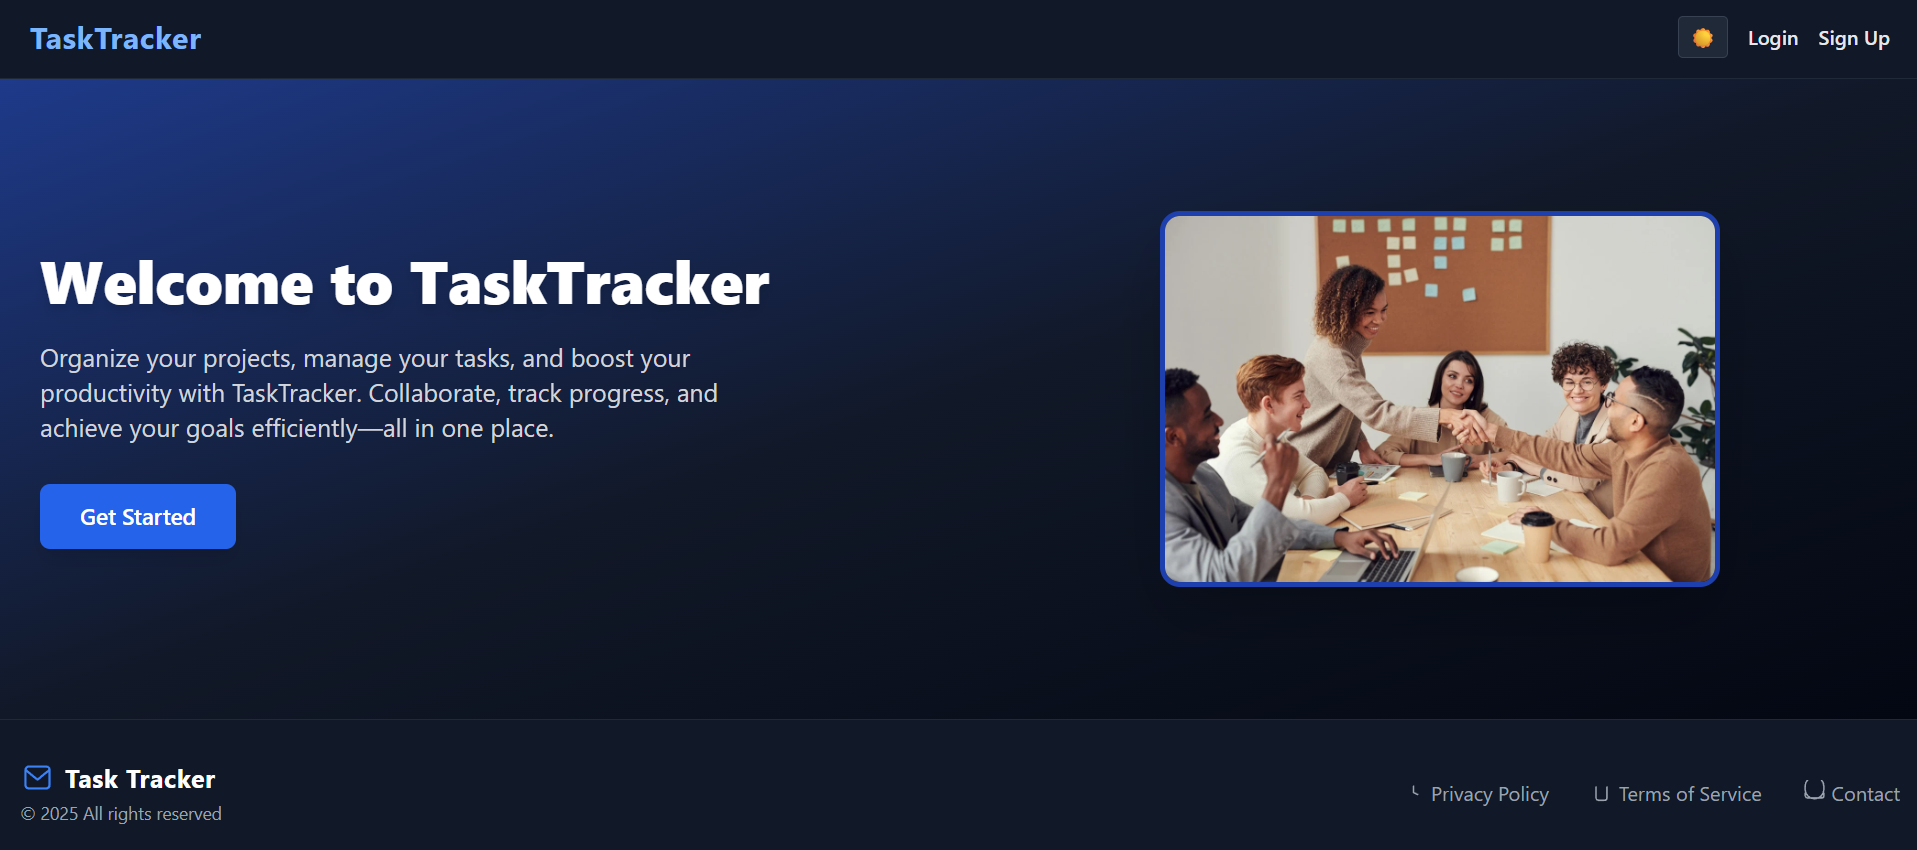 TaskTracker
Login
Sign Up
Welcome to TaskTracker
Organize your projects, manage your tasks, and boost your
productivity with TaskTracker. Collaborate, track progress, and
achieve your goals efficiently—all in one place.
Get Started
Task Tracker
© 2025 All rights reserved
Privacy Policy
Terms of Service
Contact